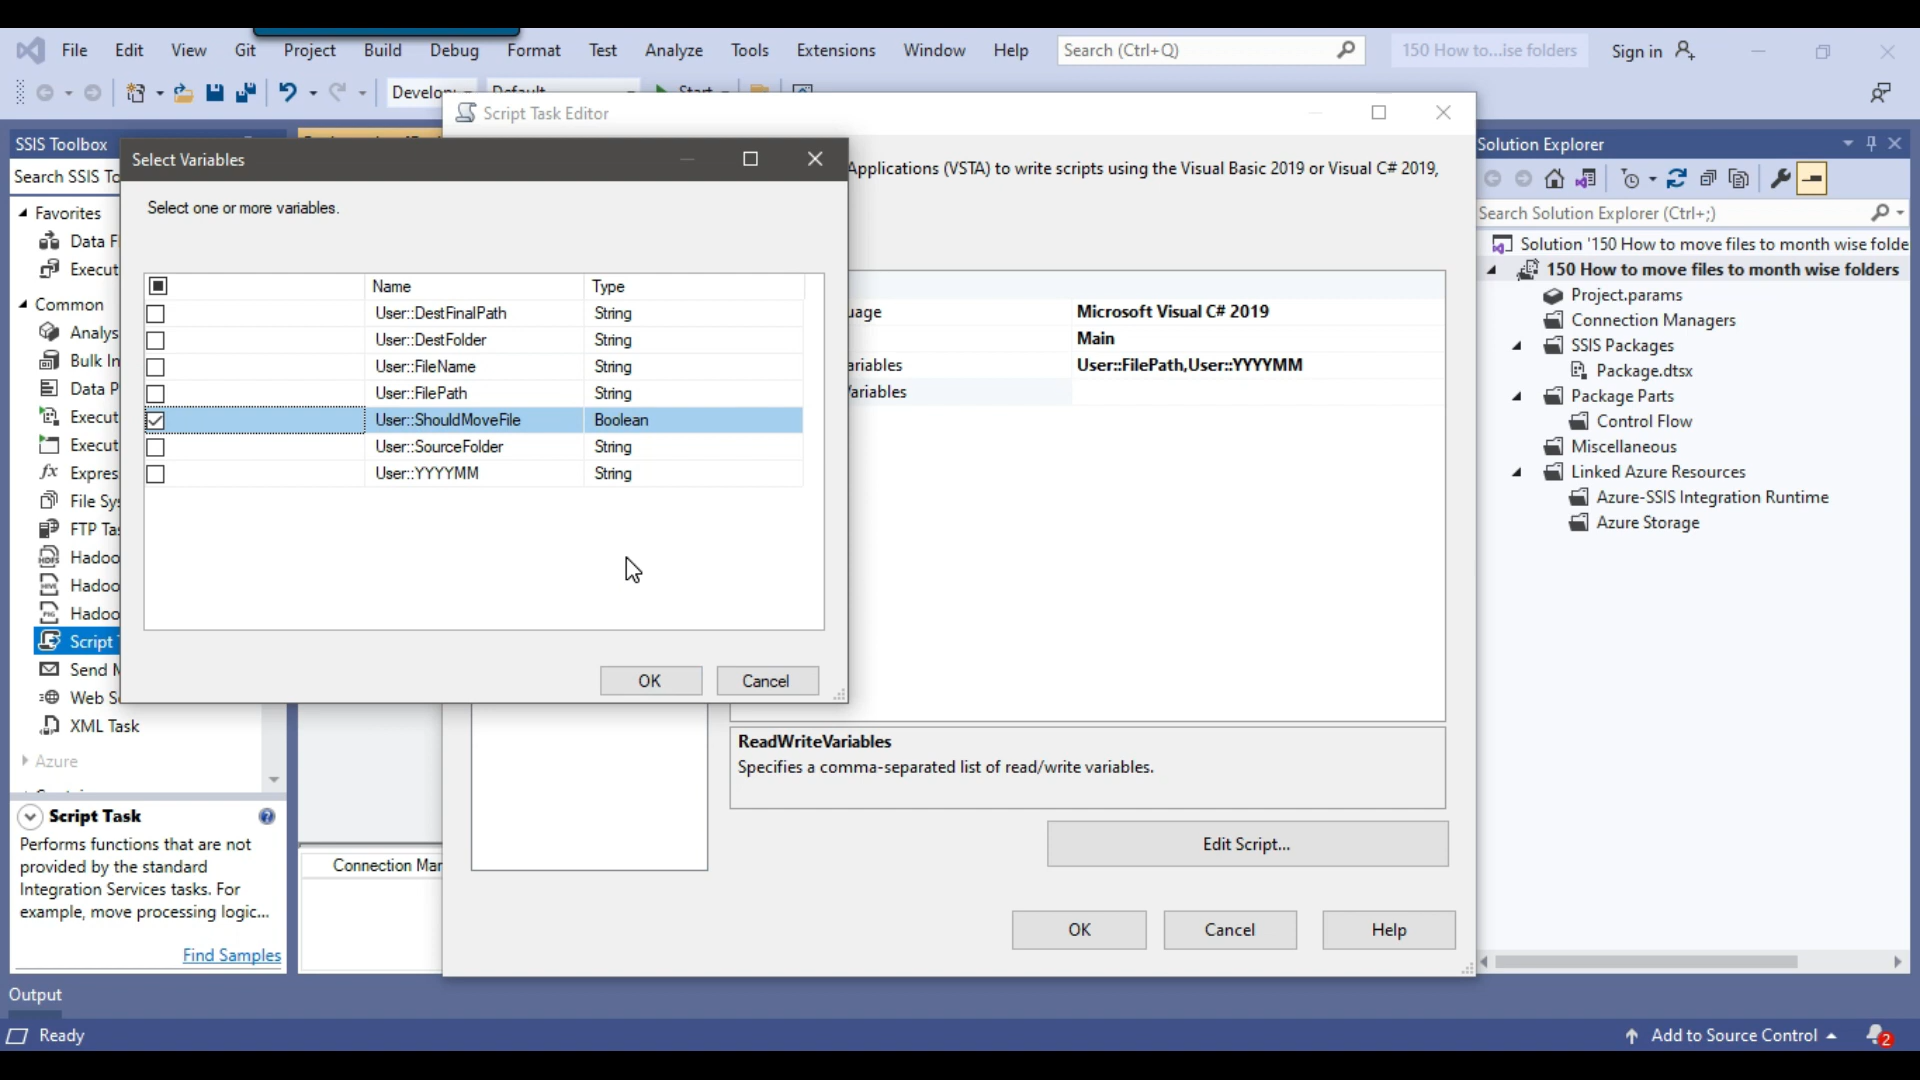 File Edit View Git Project Build Debug Format Test Analyze Tools Extensions Window Help Search (Ctrl+Q) 150 How to...ise folders Sign in
Script Task Editor
SSIS Toolbox
Search SSIS To
Favorites
Data F
Execut
Common
Analys
Bulk In
Data P
Execut
Execut
fx Expres
File Sy
FTP Tas
Hadoo
Hadoo
Hadoo
Script
Send M
Web S
XML Task
Azure
Script Task
Performs functions that are not
provided by the standard
Integration Services tasks. For
example, move processing logic...
Find Samples
Select Variables
Select one or more variables.
Name Type
User::DestFinalPath String
User::DestFolder String
User::FileName String
User::FilePath String
User::ShouldMoveFile Boolean
User::SourceFolder String
User::YYYYMM String
OK Cancel
Applications (VSTA) to write scripts using the Visual Basic 2019 or Visual C# 2019,
uage Microsoft Visual C# 2019
Main
ariables User::FilePath,User::YYYYMM
Variables
ReadWriteVariables
Specifies a comma-separated list of read/write variables.
Edit Script...
OK Cancel Help
Connection Mar
Solution Explorer
Search Solution Explorer (Ctrl+;)
Solution '150 How to move files to month wise folde
150 How to move files to month wise folders
Project.params
Connection Managers
SSIS Packages
Package.dtsx
Package Parts
Control Flow
Miscellaneous
Linked Azure Resources
Azure-SSIS Integration Runtime
Azure Storage
Output
Ready Add to Source Control 2